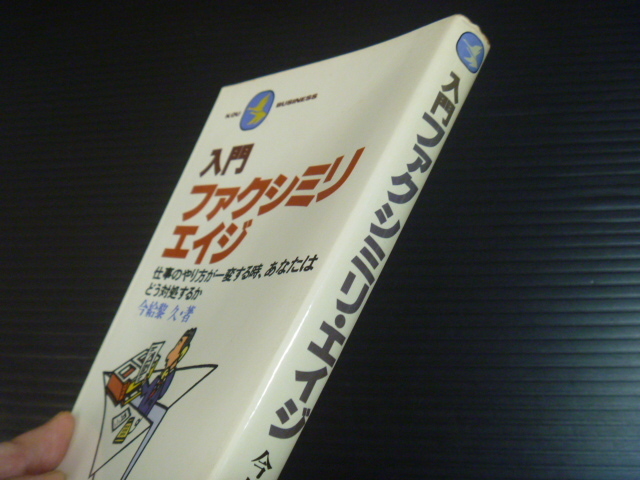 KOU BUSINESS
入門
ファクシミリ
エイジ
仕事のやり方が一変する時、あなたは
どう対処するか
今給黎 久・著
入門ファクシミリ・エイジ 今